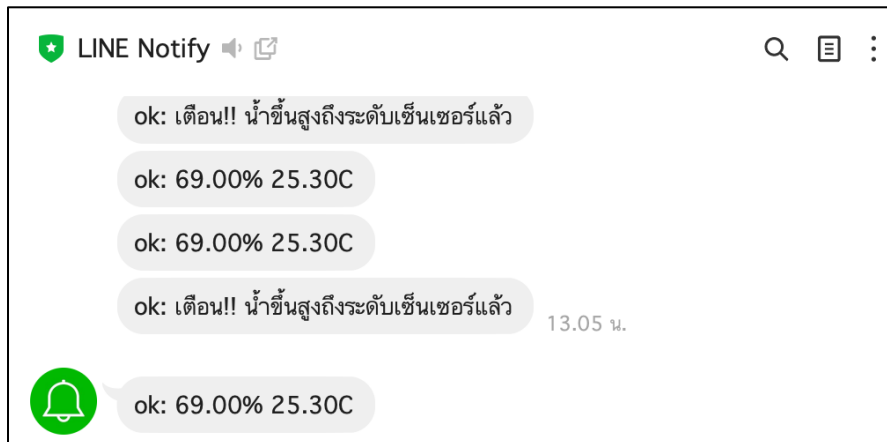 LINE Notify
ok: เตือน!! น้ำขึ้นสูงถึงระดับเซ็นเซอร์แล้ว
ok: 69.00% 25.30C
ok: 69.00% 25.30C
ok: เตือน!! น้ำขึ้นสูงถึงระดับเซ็นเซอร์แล้ว
13.05 น.
ok: 69.00% 25.30C